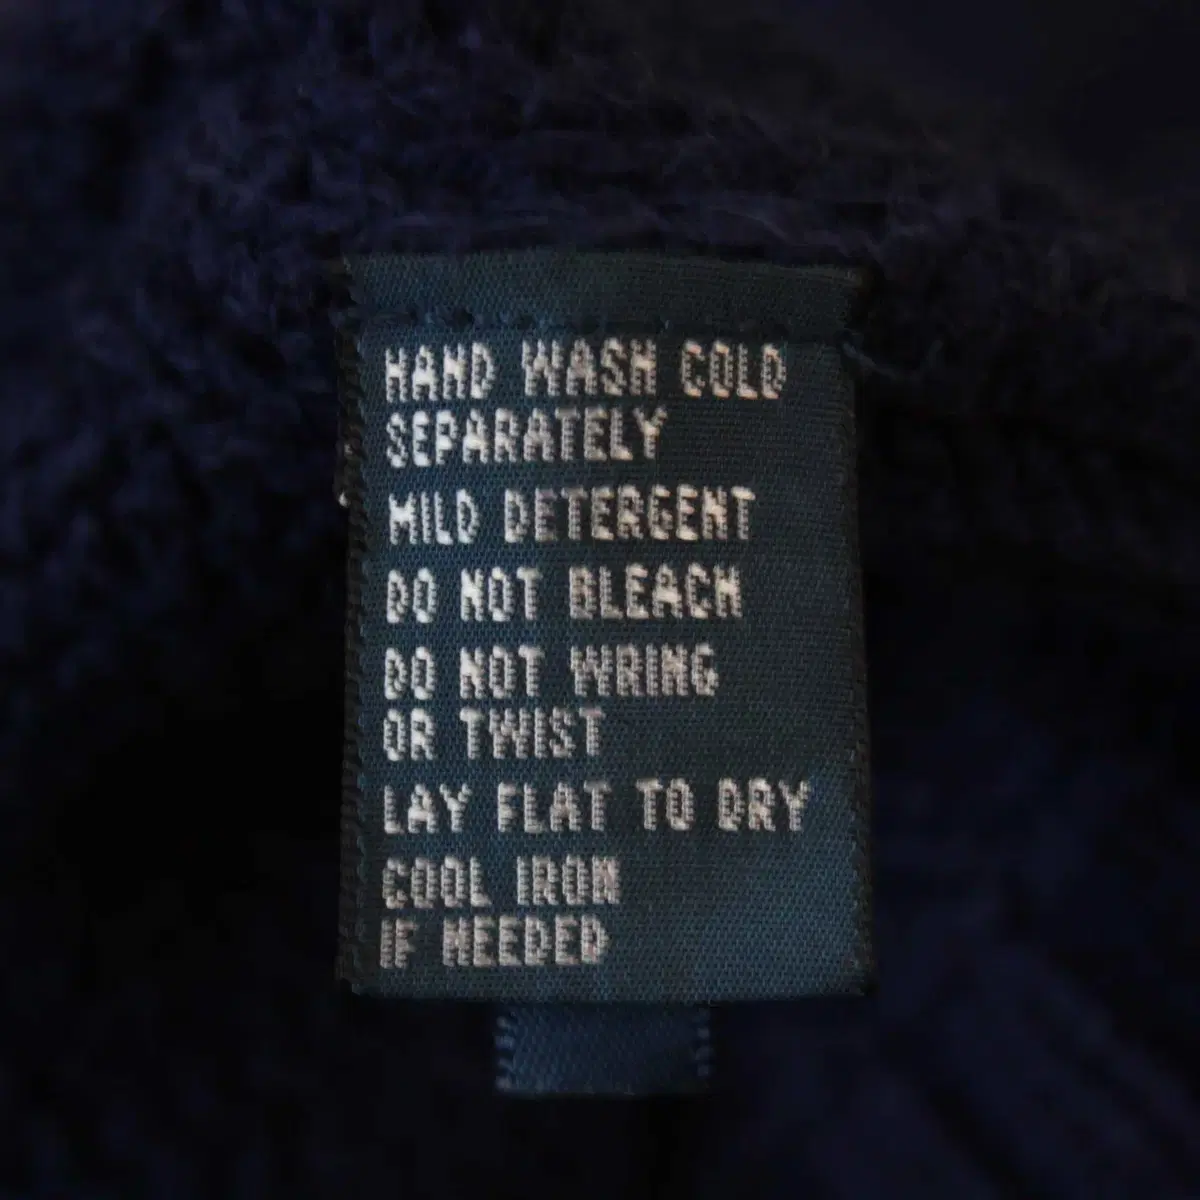 HAND WASH COLD
SEPARATELY
MILD DETERGENT
DO NOT BLEACH
DO NOT WRING
OR TWIST
LAY FLAT TO DRY
COOL IRON
IF NEEDED